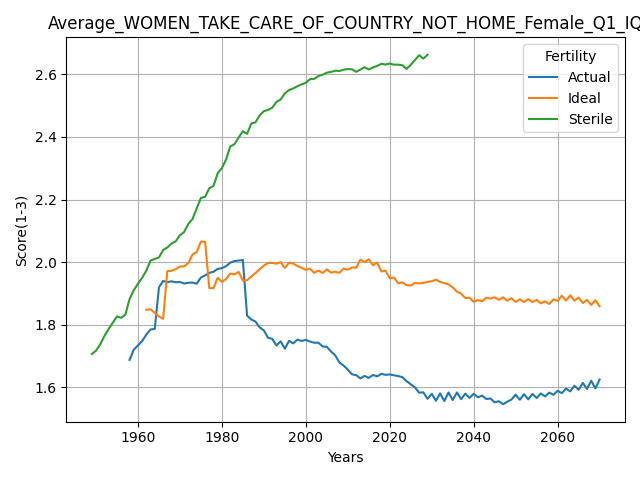 Average_WOMEN_TAKE_CARE_OF_COUNTRY_NOT_HOME_Female_Q1_IQ
Fertility
Actual
Ideal
Sterile
Score(1-3)
2.6
2.4
2.2
2.0
1.8
1.6
1960 1980 2000 2020 2040 2060
Years